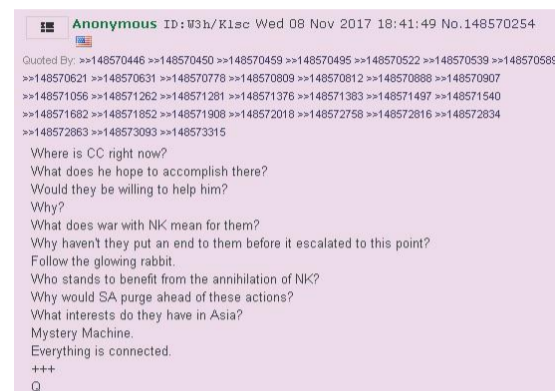 Anonymous ID:W3h/K1sc Wed 08 Nov 2017 18:41:49 No.148570254
Quoted By: >>148570446 >>148570450 >>148570459 >>148570495 >>148570522 >>148570539 >>148570589
>>148570621 >>148570631 >>148570778 >>148570809 >>148570812 >>148570888 >>148570907
>>148571056 >>148571262 >>148571281 >>148571376 >>148571383 >>148571497 >>148571540
>>148571682 >>148571852 >>148571908 >>148572018 >>148572758 >>148572816 >>148572834
>>148572863 >>148573093 >>148573315
Where is CC right now?
What does he hope to accomplish there?
Would they be willing to help him?
Why?
What does war with NK mean for them?
Why haven't they put an end to them before it escalated to this point?
Follow the glowing rabbit.
Who stands to benefit from the annihilation of NK?
Why would SA purge ahead of these actions?
What interests do they have in Asia?
Mystery Machine.
Everything is connected.
+++
Q